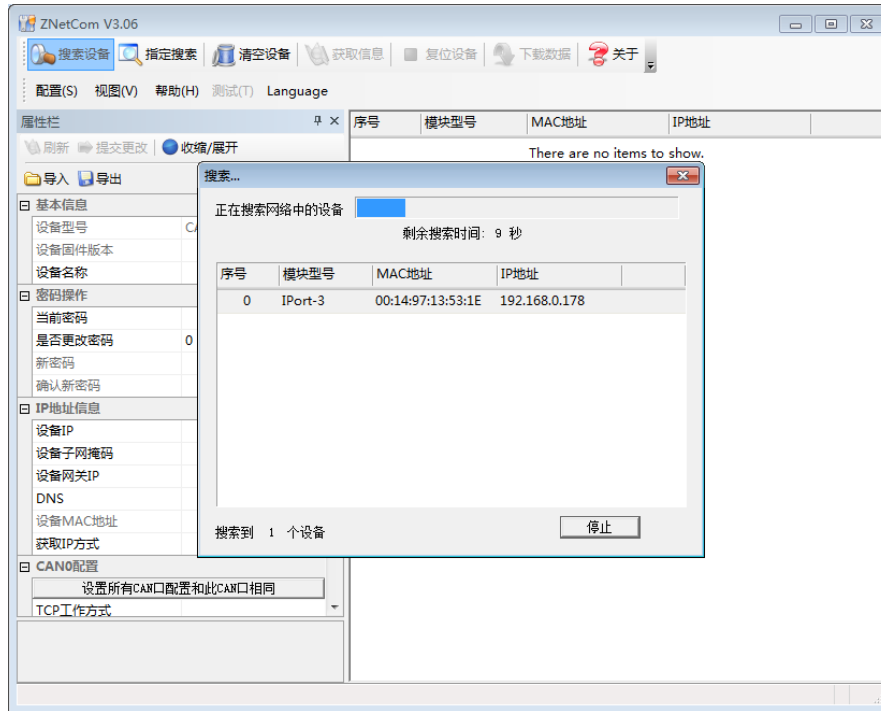 ZNetCom V3.06
搜索设备 指定搜索 清空设备 获取信息 复位设备 下载数据 关于
配置(S) 视图(V) 帮助(H) 测试(T) Language
属性栏
序号 模块型号 MAC地址 IP地址
刷新 提交更改 收缩/展开
There are no items to show.
导入 导出
搜索...
基本信息
正在搜索网络中的设备
设备型号
剩余搜索时间: 9 秒
设备固件版本
设备名称
序号 模块型号 MAC地址 IP地址
密码操作
0 IPort-3 00:14:97:13:53:1E 192.168.0.178
当前密码
是否更改密码 0
新密码
确认新密码
IP地址信息
设备IP
设备子网掩码
设备网关IP
DNS
设备MAC地址
搜索到 1 个设备
停止
获取IP方式
CAN0配置
设置所有CAN口配置和此CAN口相同
TCP工作方式